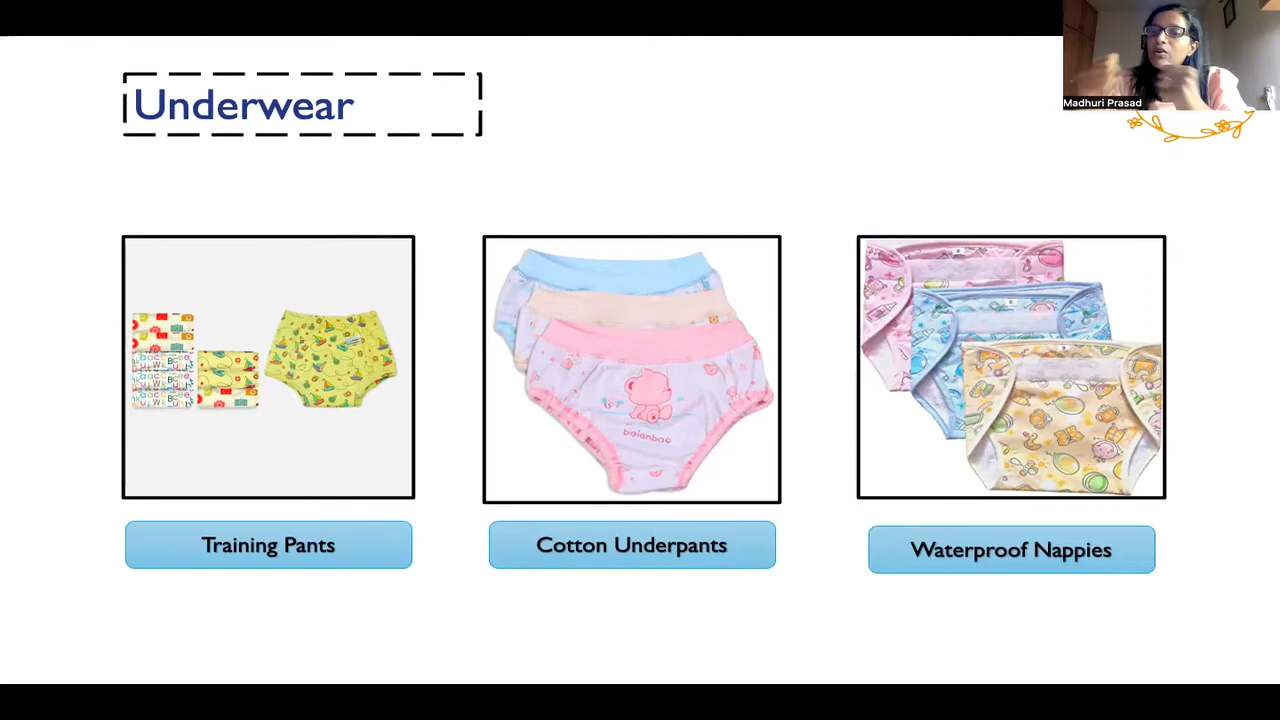 Underwear
Madhuri Prasad
Training Pants
Cotton Underpants
Waterproof Nappies